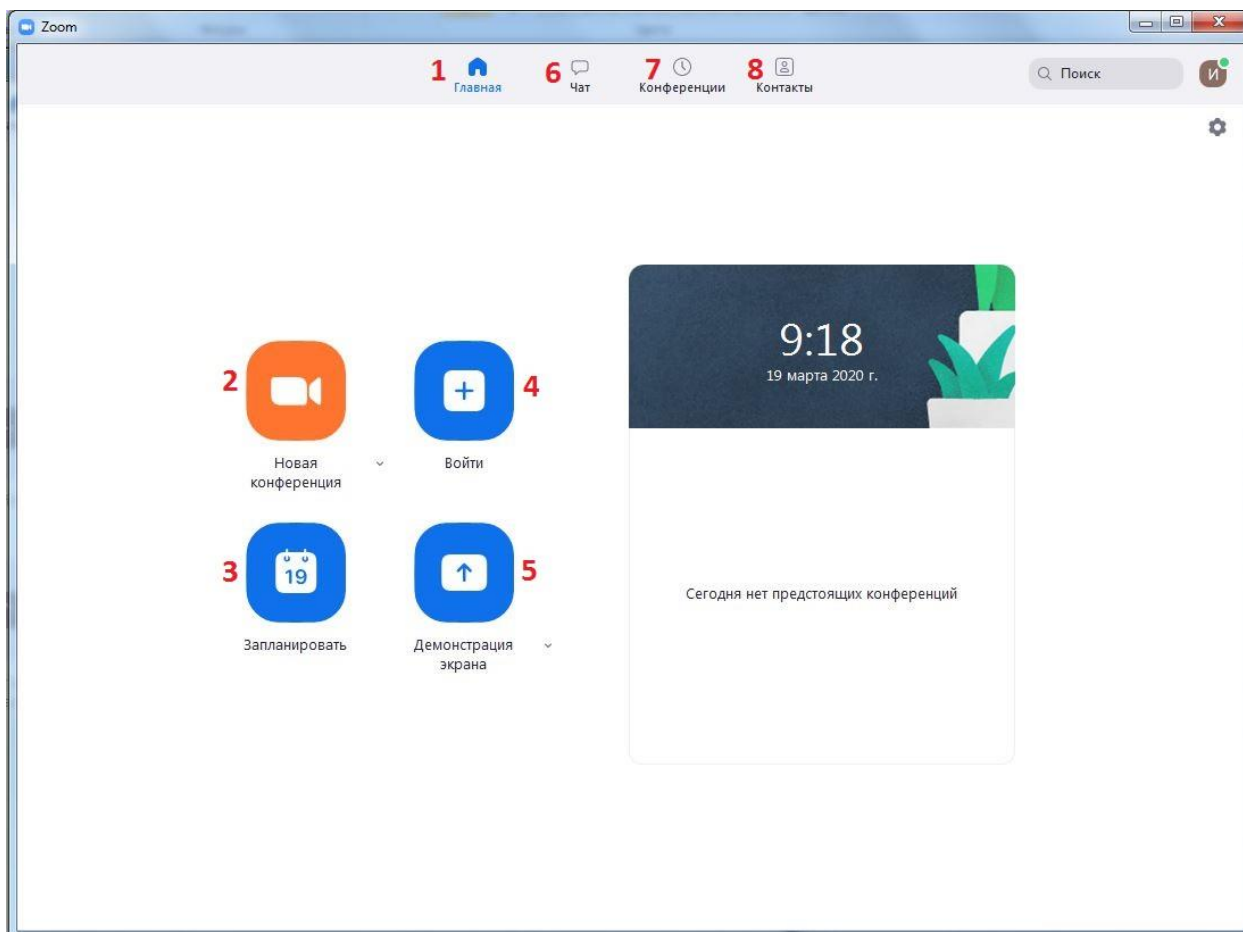 Zoom
1 Главная
6 Чат
7 Конференции
8 Контакты
Поиск
И
9:18
19 марта 2020 г.
2
4
Новая
конференция
Войти
3
19
5
Запланировать
Демонстрация
экрана
Сегодня нет предстоящих конференций